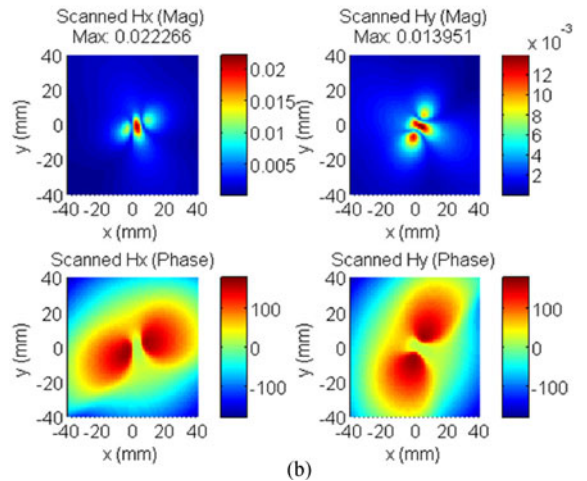 Scanned Hx (Mag)
Max: 0.022266
40
20
0
-20
-40
y (mm)
-40 -20 0 20 40
x (mm)
0.02
0.015
0.01
0.005
Scanned Hy (Mag)
Max: 0.013951
x 10⁻³
40
20
0
-20
-40
y (mm)
-40 -20 0 20 40
x (mm)
12
10
8
6
4
2
Scanned Hx (Phase)
40
20
0
-20
-40
y (mm)
-40 -20 0 20 40
x (mm)
100
0
-100
Scanned Hy (Phase)
40
20
0
-20
-40
y (mm)
-40 -20 0 20 40
x (mm)
100
0
-100
(b)